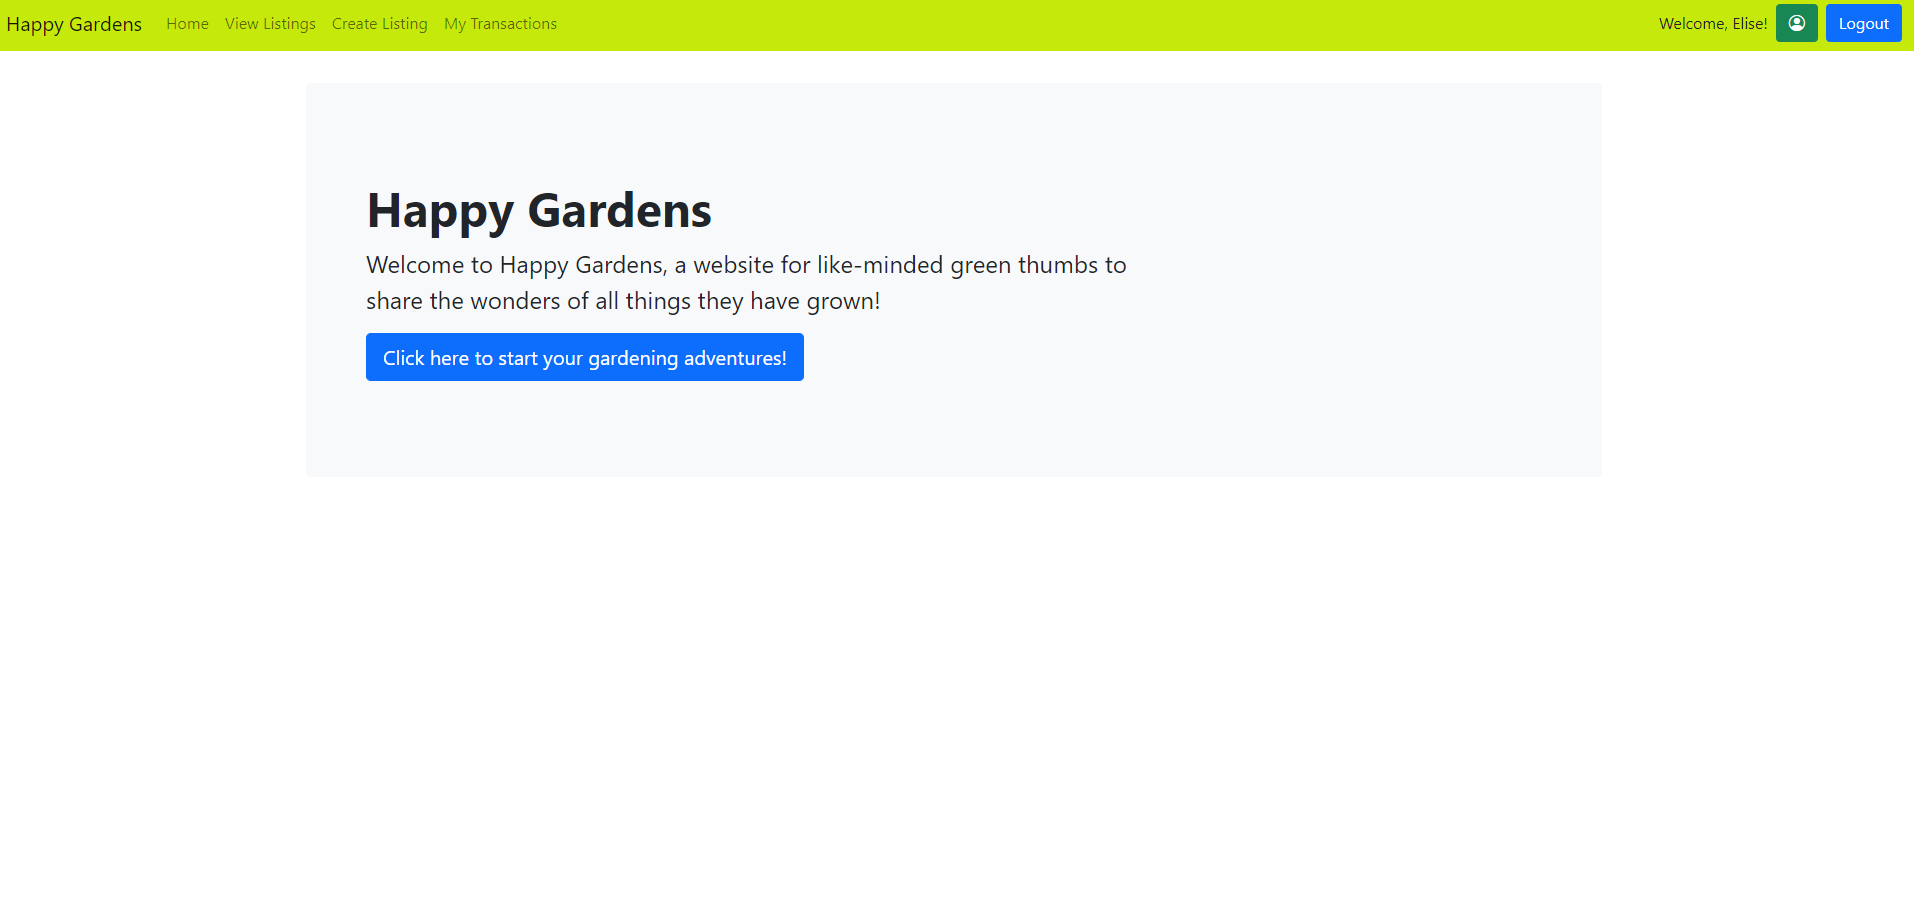 Happy Gardens Home View Listings Create Listing My Transactions Welcome, Elise! Logout
Happy Gardens
Welcome to Happy Gardens, a website for like-minded green thumbs to
share the wonders of all things they have grown!
Click here to start your gardening adventures!